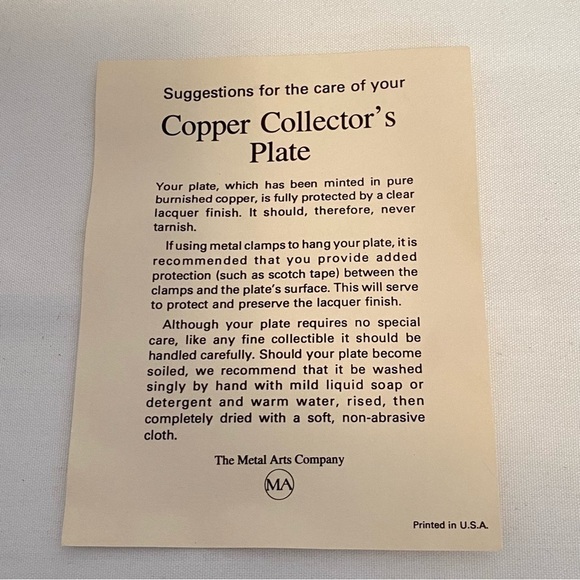 Suggestions for the care of your
Copper Collector's
Plate
Your plate, which has been minted in pure
burnished copper, is fully protected by a clear
lacquer finish. It should, therefore, never
tarnish.
If using metal clamps to hang your plate, it is
recommended that you provide added
protection (such as scotch tape) between the
clamps and the plate's surface. This will serve
to protect and preserve the lacquer finish.
Although your plate requires no special
care, like any fine collectible it should be
handled carefully. Should your plate become
soiled, we recommend that it be washed
singly by hand with mild liquid soap or
detergent and warm water, rised, then
completely dried with a soft, non-abrasive
cloth.
The Metal Arts Company
MA
Printed in U.S.A.